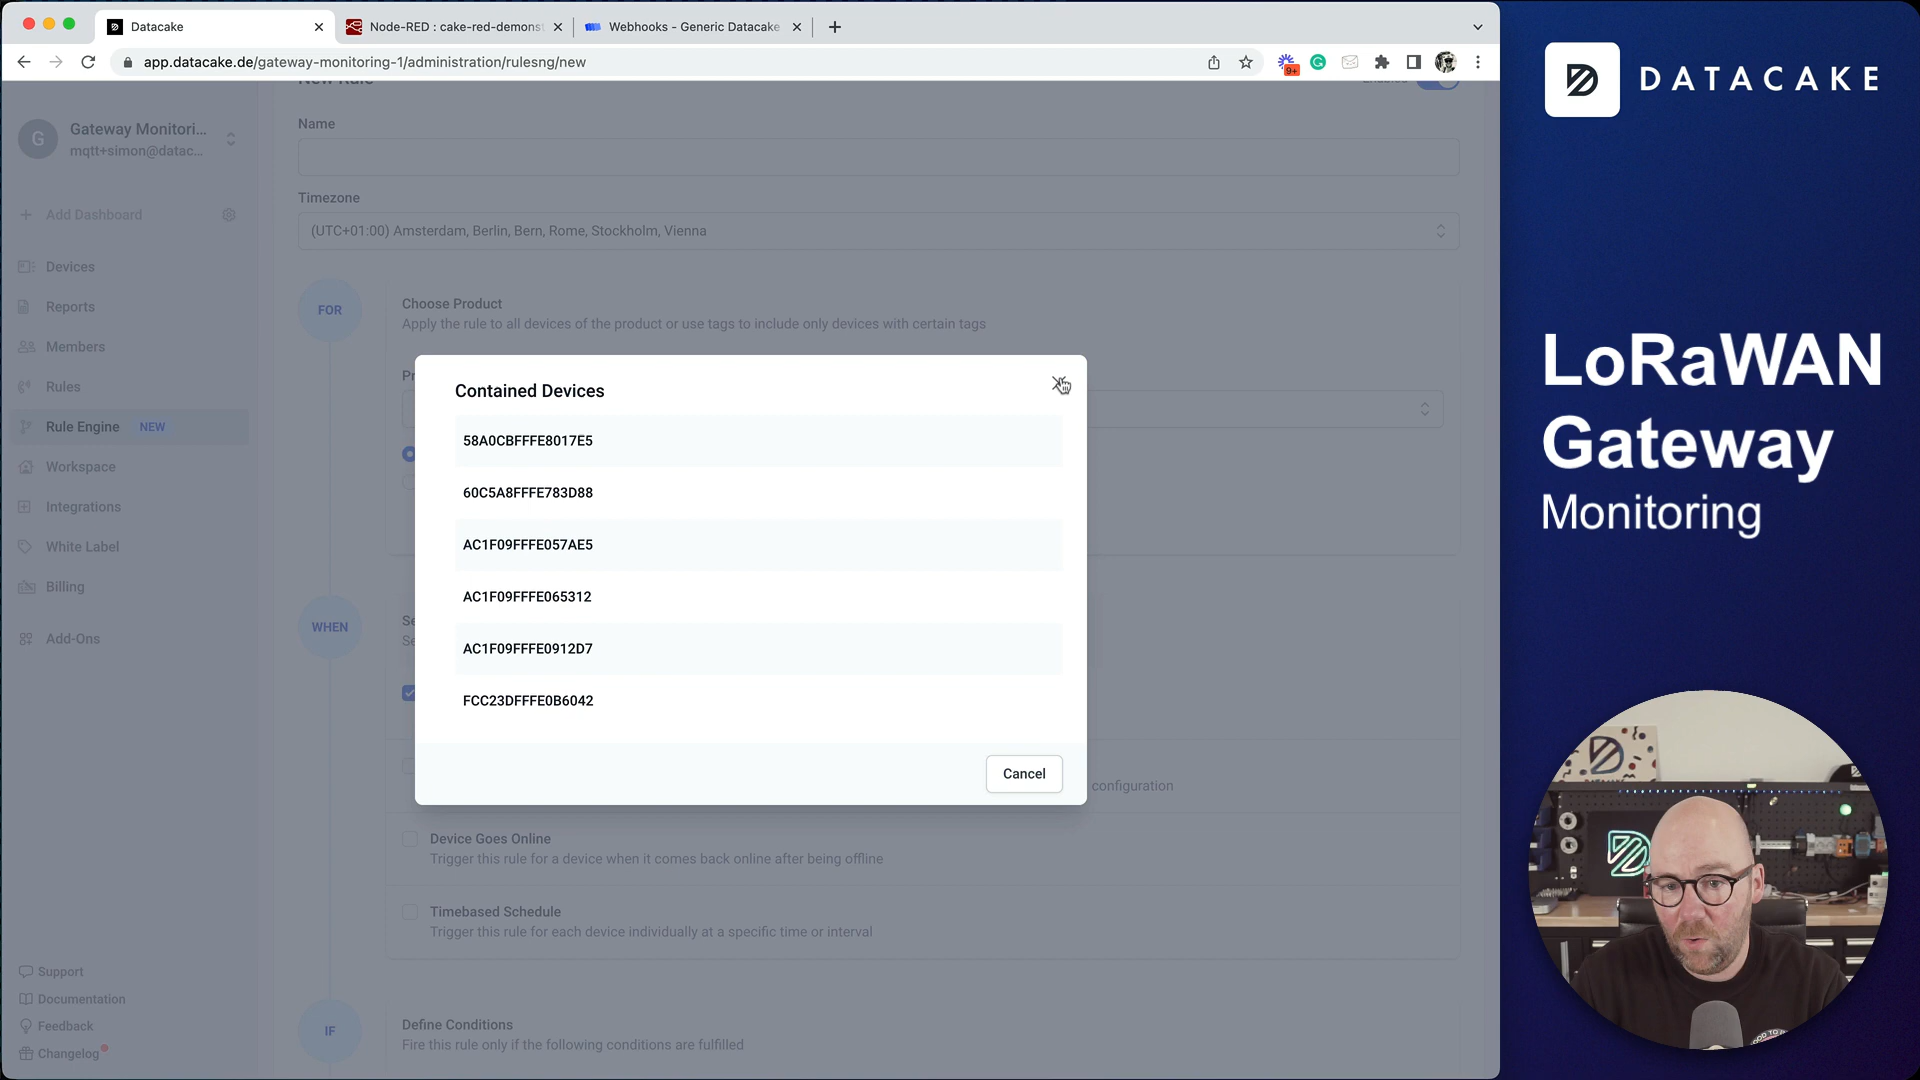 Datacake
Node-RED : cake-red-demonst
Webhooks - Generic Datacake
app.datacake.de/gateway-monitoring-1/administration/rulesng/new
9+
DATACAKE
New Rule
Enabled
G
Gateway Monitori...
mqtt+simon@datac...
Add Dashboard
Devices
Reports
Members
Rules
Rule Engine NEW
Workspace
Integrations
White Label
Billing
Add-Ons
Support
Documentation
Feedback
Changelog
Name
Timezone
(UTC+01:00) Amsterdam, Berlin, Bern, Rome, Stockholm, Vienna
FOR
Choose Product
Apply the rule to all devices of the product or use tags to include only devices with certain tags
Pr
Contained Devices
58A0CBFFFE8017E5
60C5A8FFFE783D88
AC1F09FFFE057AE5
AC1F09FFFE065312
AC1F09FFFE0912D7
FCC23DFFFE0B6042
Cancel
WHEN
Se
Se
configuration
Device Goes Online
Trigger this rule for a device when it comes back online after being offline
Timebased Schedule
Trigger this rule for each device individually at a specific time or interval
IF
Define Conditions
Fire this rule only if the following conditions are fulfilled
LoRaWAN
Gateway
Monitoring